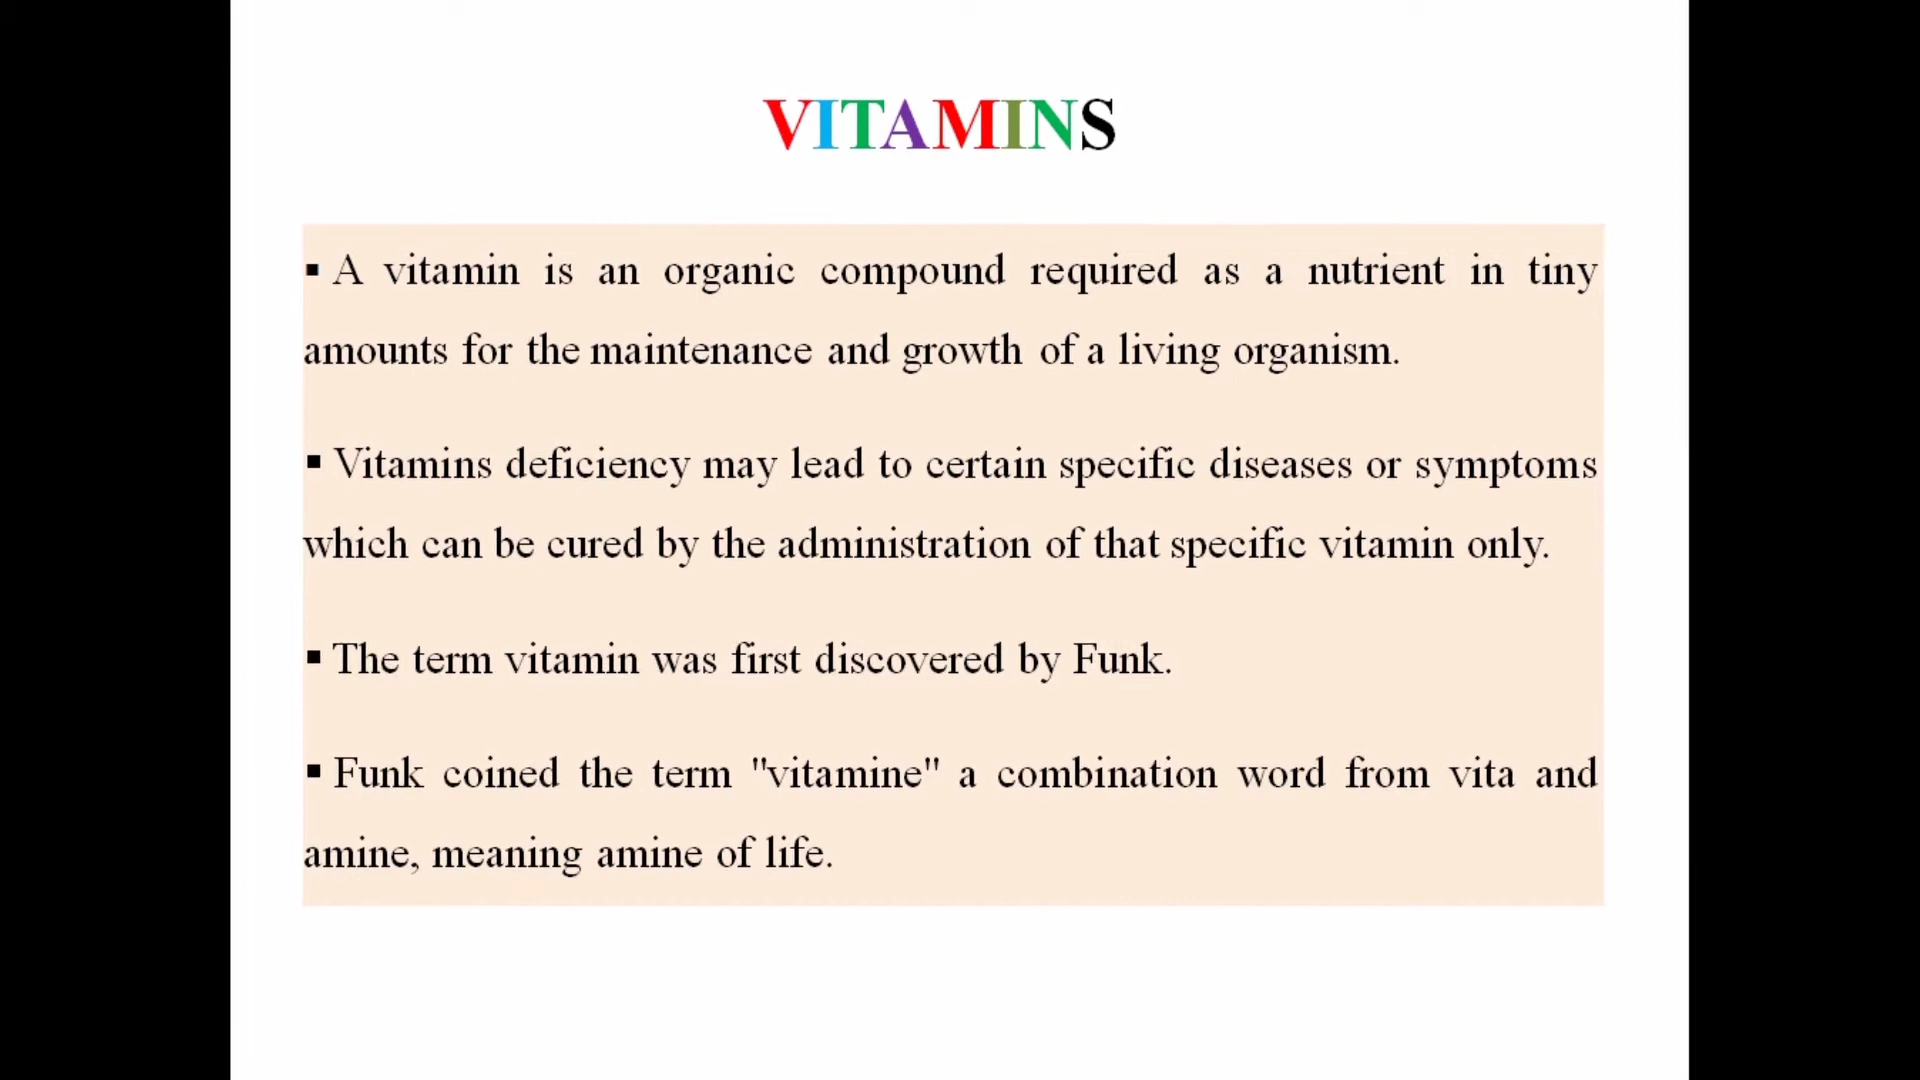 VITAMINS
▪ A vitamin is an organic compound required as a nutrient in tiny
amounts for the maintenance and growth of a living organism.
▪ Vitamins deficiency may lead to certain specific diseases or symptoms
which can be cured by the administration of that specific vitamin only.
▪ The term vitamin was first discovered by Funk.
▪ Funk coined the term "vitamine" a combination word from vita and
amine, meaning amine of life.